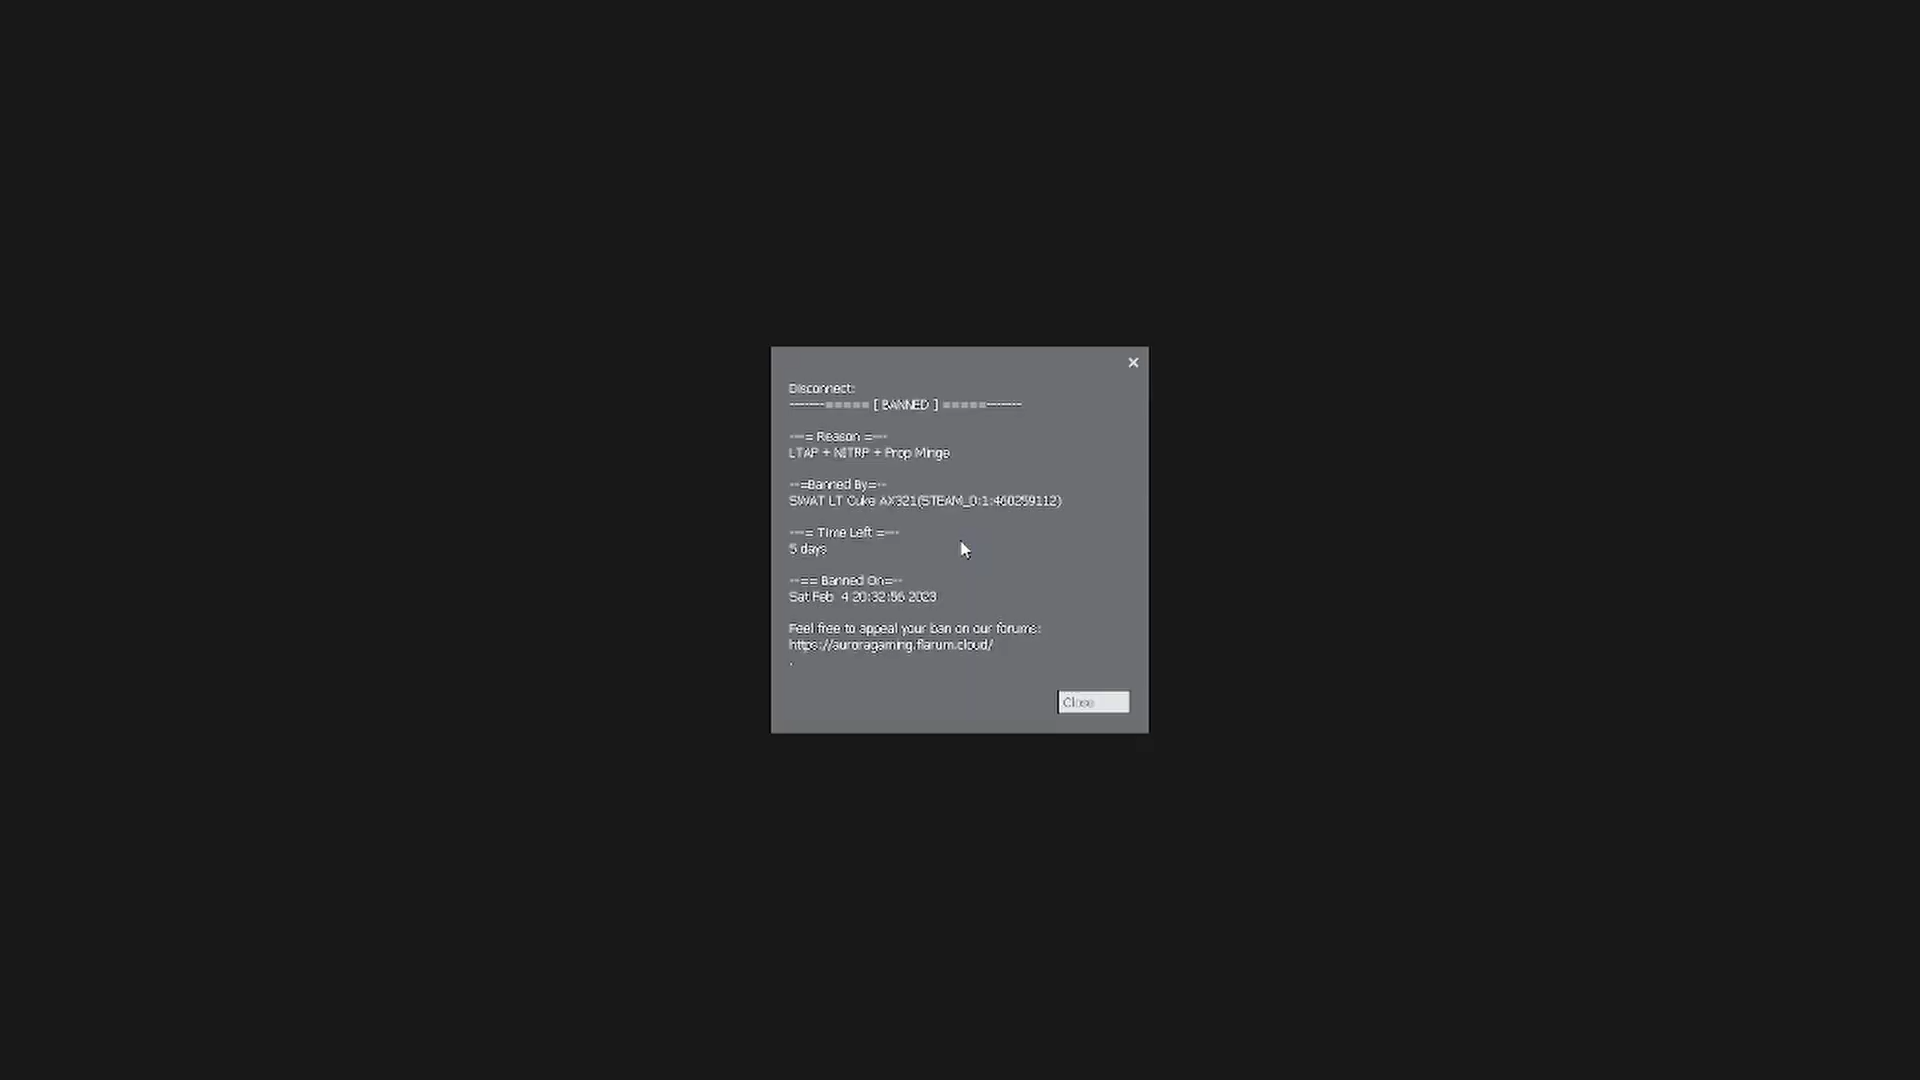 Disconnect:
-------===== [ BANNED ] =====-------
---= Reason =---
LTAP + NITRP + Prop Minge
--=Banned By=--
SWAT LT Cuke AX321(STEAM_0:1:460259112)
---= Time Left =---
5 days
--== Banned On=--
Sat Feb  4 20:32:56 2023
Feel free to appeal your ban on our forums:
https://auroragaming.flarum.cloud/
.
Close